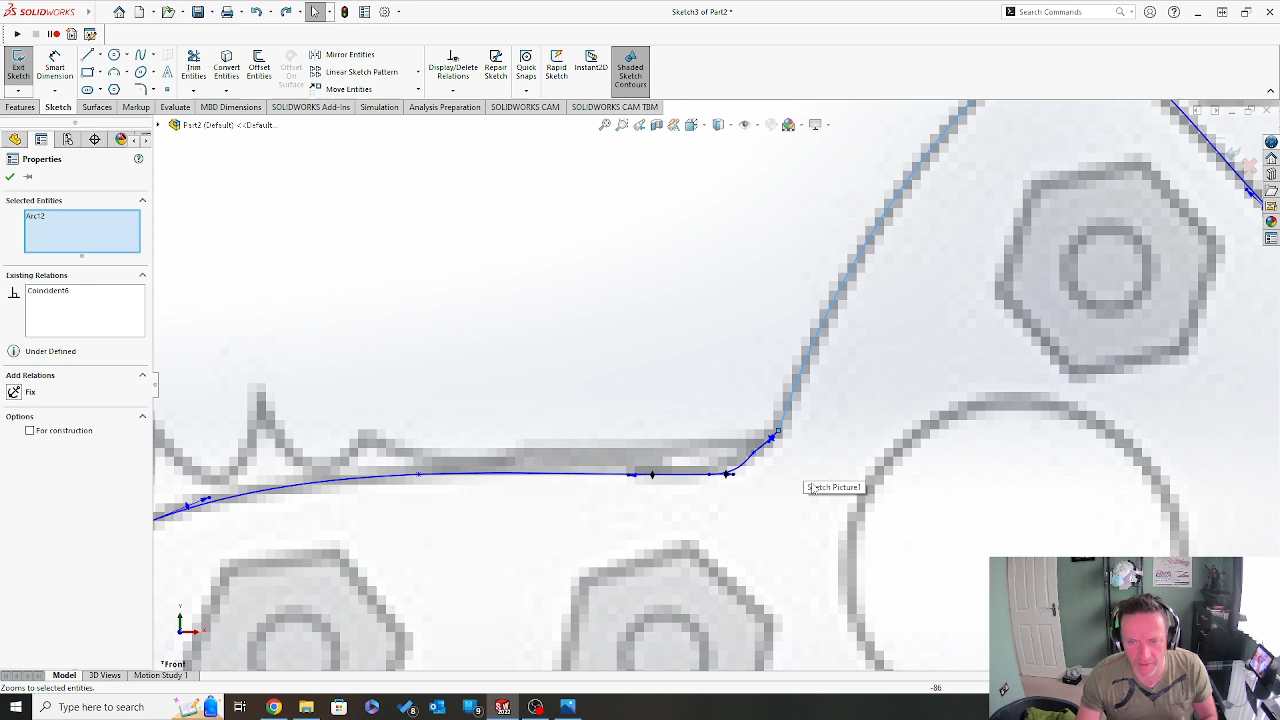 SOLIDWORKS
Sketch3 of Part2 *
Search Commands
Exit
Sketch
Smart
Dimension
Trim
Entities
Convert
Entities
Offset
Entities
Offset
On
Surface
Mirror Entities
Linear Sketch Pattern
Move Entities
Display/Delete
Relations
Repair
Sketch
Quick
Snaps
Rapid
Sketch
Instant2D
Shaded
Sketch
Contours
Features
Sketch
Surfaces
Markup
Evaluate
MBD Dimensions
SOLIDWORKS Add-Ins
Simulation
Analysis Preparation
SOLIDWORKS CAM
SOLIDWORKS CAM TBM
Part2 (Default) <<Default...
Properties
Selected Entities
Arc12
Existing Relations
Coincident6
Under Defined
Add Relations
Fix
Options
For construction
Sketch Picture1
Y
X
*Front
Model
3D Views
Motion Study 1
Zooms to selected entities.
-86
Type here to search